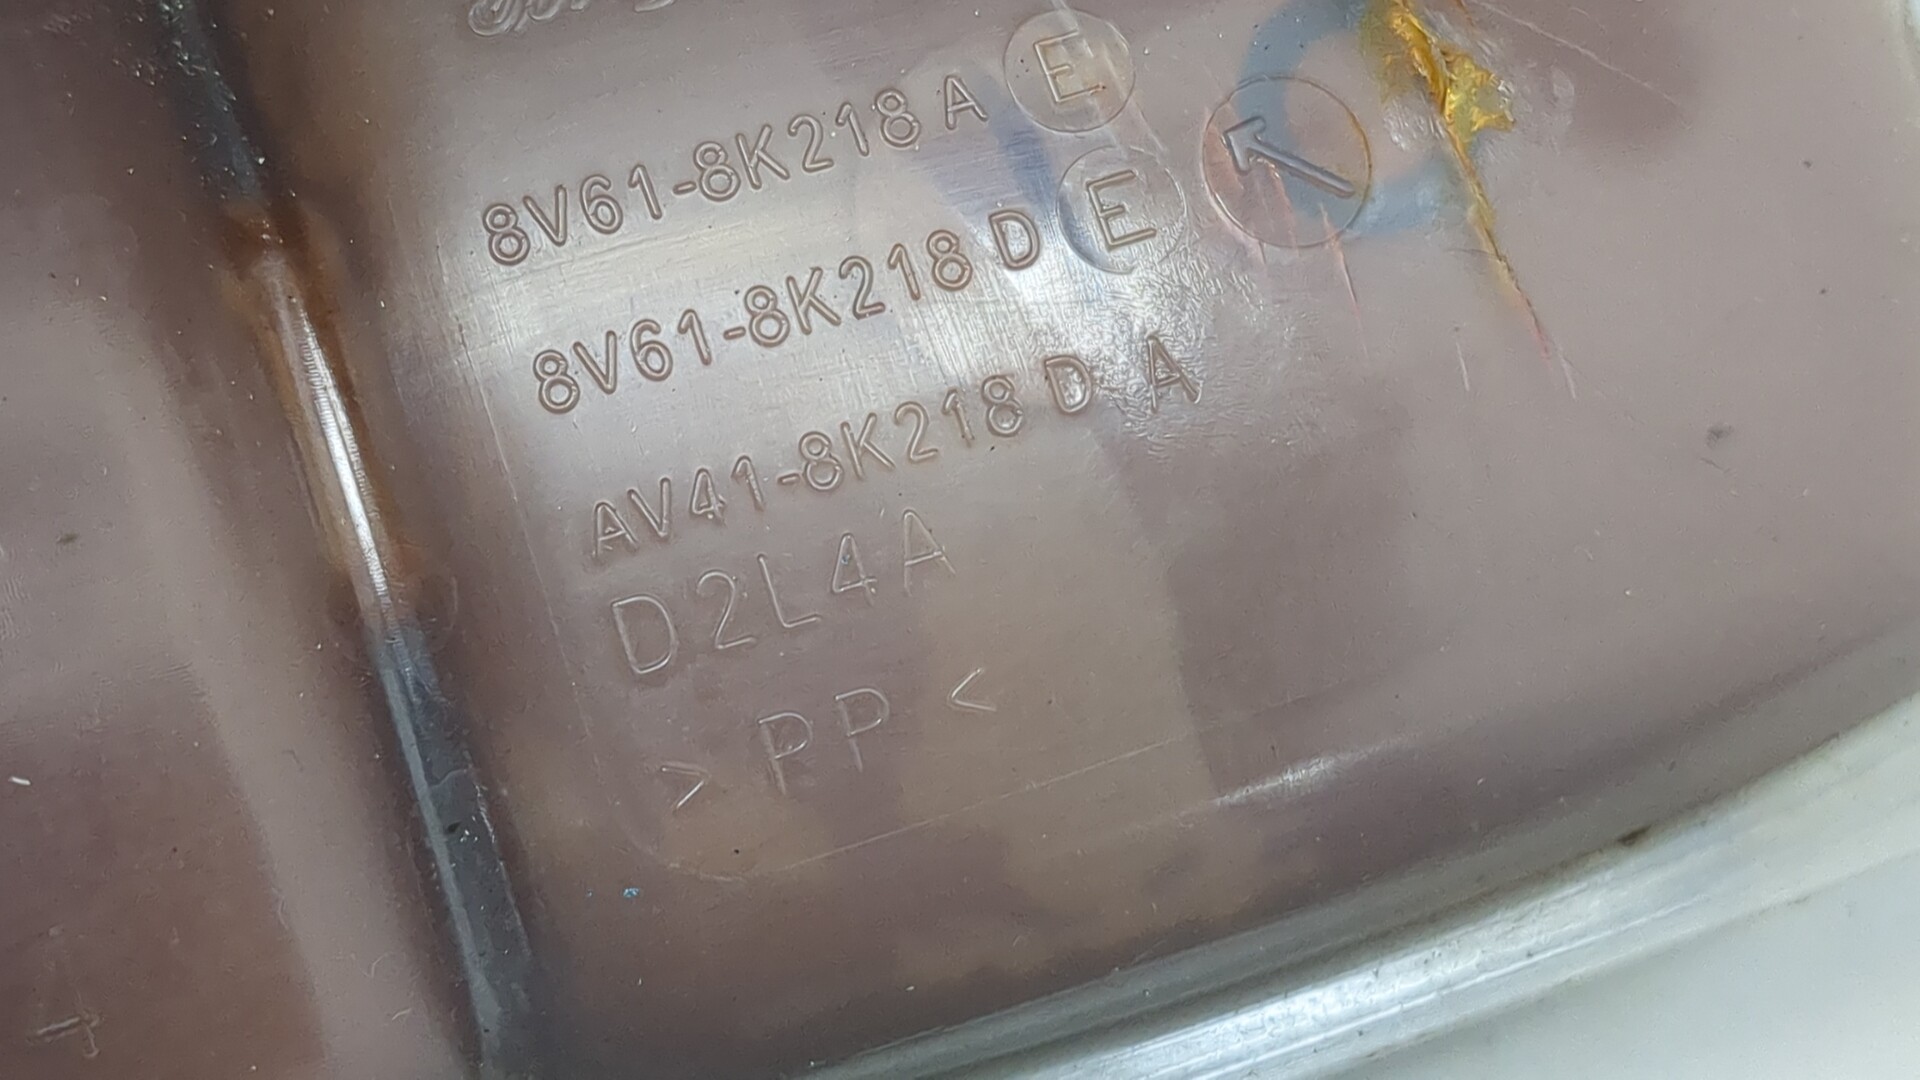 8V61-8K218 A E
8V61-8K218 D E
AV41-8K218 D A
D2L4A
> PP <